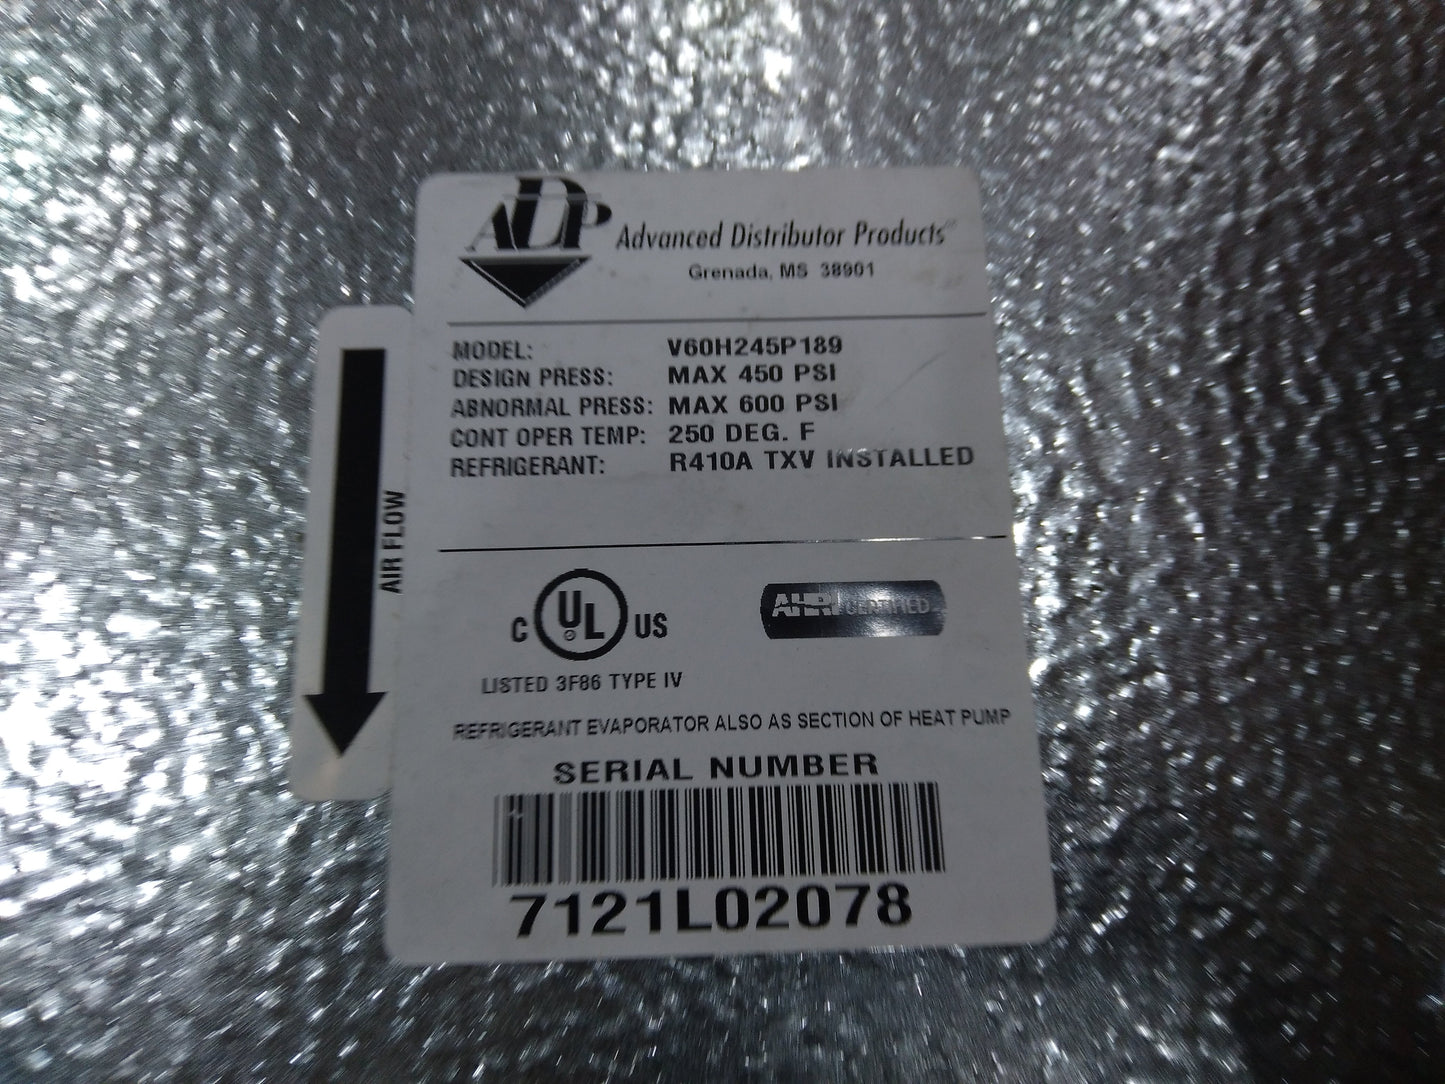 ADP Advanced Distributor Products
Grenada, MS 38901
MODEL: V60H245P189
DESIGN PRESS: MAX 450 PSI
ABNORMAL PRESS: MAX 600 PSI
CONT OPER TEMP: 250 DEG. F
REFRIGERANT: R410A TXV INSTALLED
AIR FLOW
C UL US
AHRI CERTIFIED
LISTED 3F86 TYPE IV
REFRIGERANT EVAPORATOR ALSO AS SECTION OF HEAT PUMP
SERIAL NUMBER
7121L02078